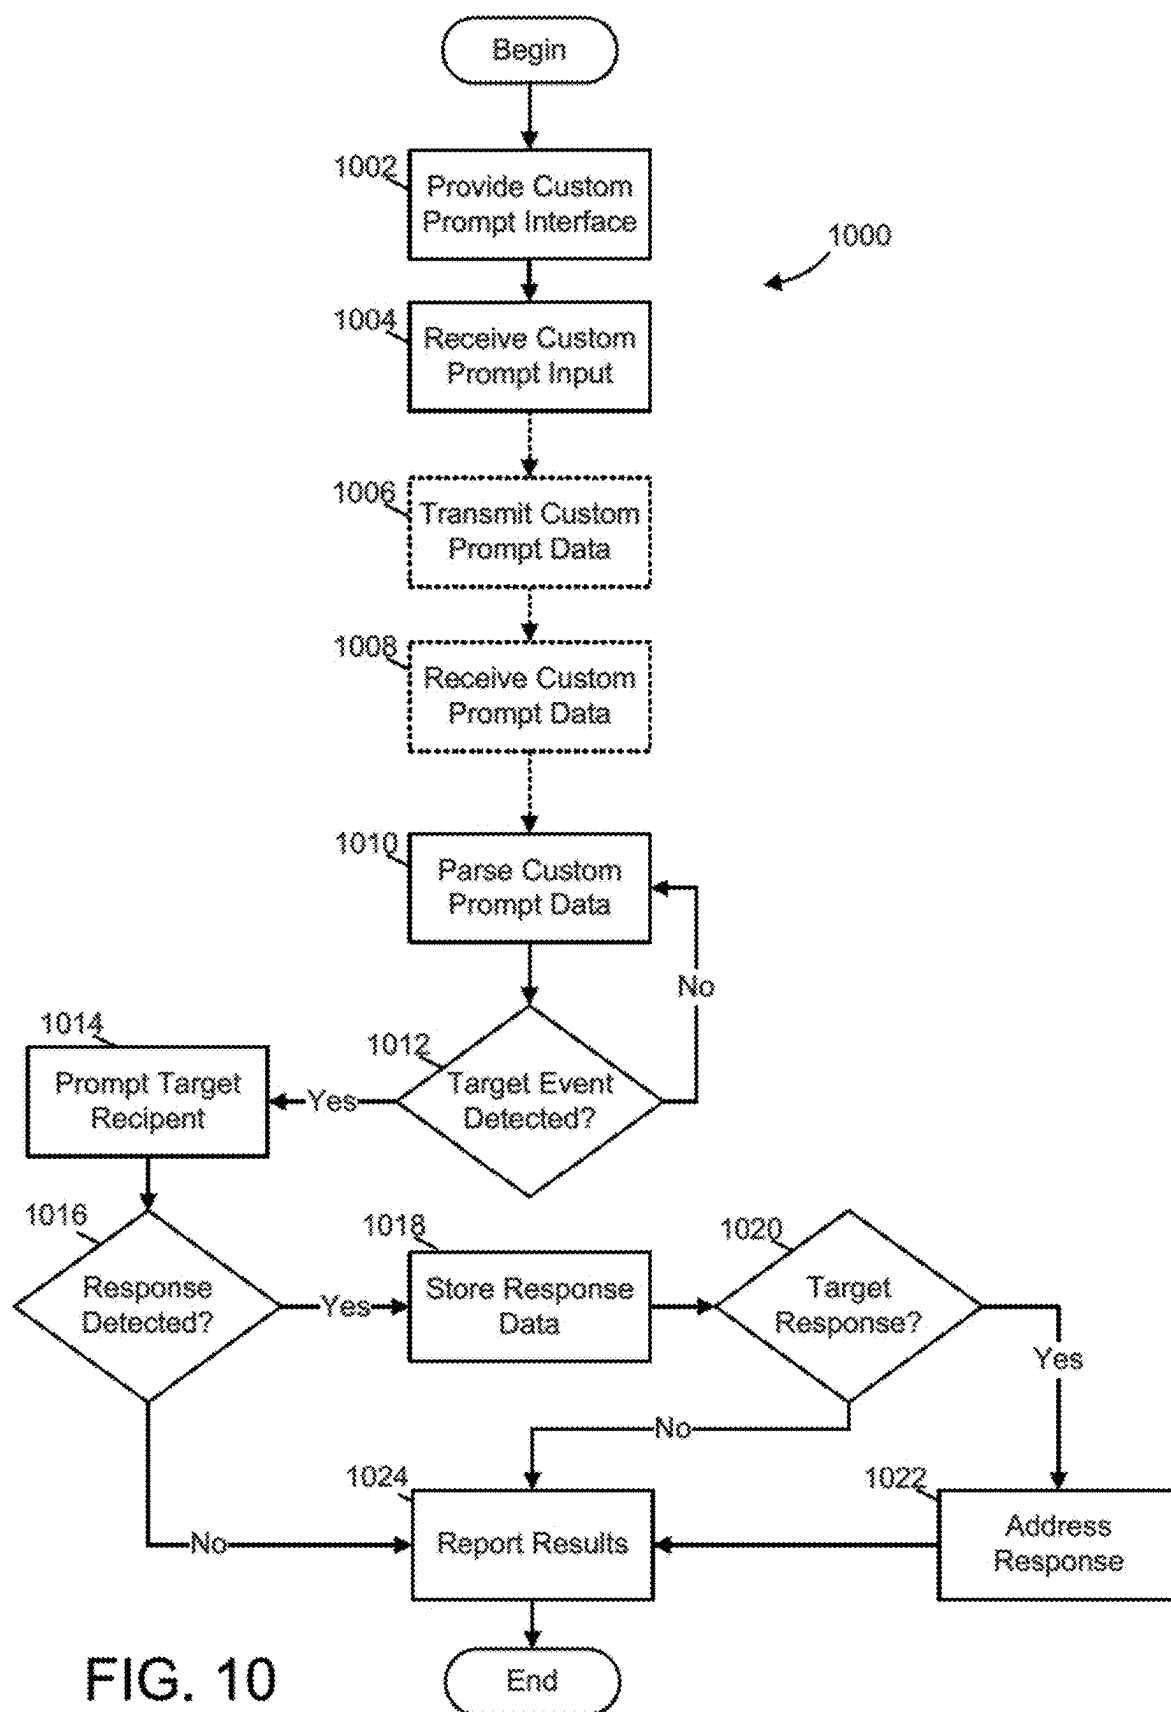 Begin
1002
Provide Custom
Prompt Interface
1000
1004
Receive Custom
Prompt Input
1006
Transmit Custom
Prompt Data
1008
Receive Custom
Prompt Data
1010
Parse Custom
Prompt Data
No
1014
Prompt Target
Recipent
Yes
1012
Target Event
Detected?
1016
Response
Detected?
Yes
1018
Store Response
Data
1020
Target
Response?
Yes
No
1024
Report Results
1022
Address
Response
No
End
FIG. 10